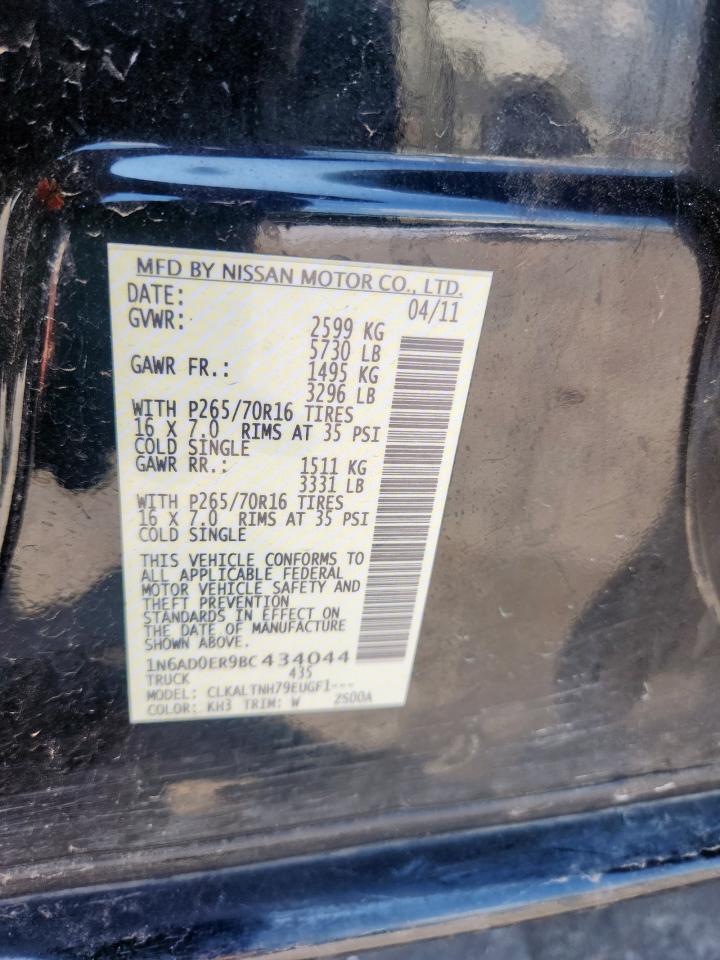 MFD BY NISSAN MOTOR CO., LTD.
DATE: 04/11
GVWR: 2599 KG
5730 LB
GAWR FR.: 1495 KG
3296 LB
WITH P265/70R16 TIRES
16 X 7.0 RIMS AT 35 PSI
COLD SINGLE
GAWR RR.: 1511 KG
3331 LB
WITH P265/70R16 TIRES
16 X 7.0 RIMS AT 35 PSI
COLD SINGLE
THIS VEHICLE CONFORMS TO
ALL APPLICABLE FEDERAL
MOTOR VEHICLE SAFETY AND
THEFT PREVENTION
STANDARDS IN EFFECT ON
THE DATE OF MANUFACTURE
SHOWN ABOVE.
1N6AD0ER9BC434044
TRUCK 435
MODEL: CLKALTNH79EUGF1---
COLOR: KH3 TRIM: W 2S00A